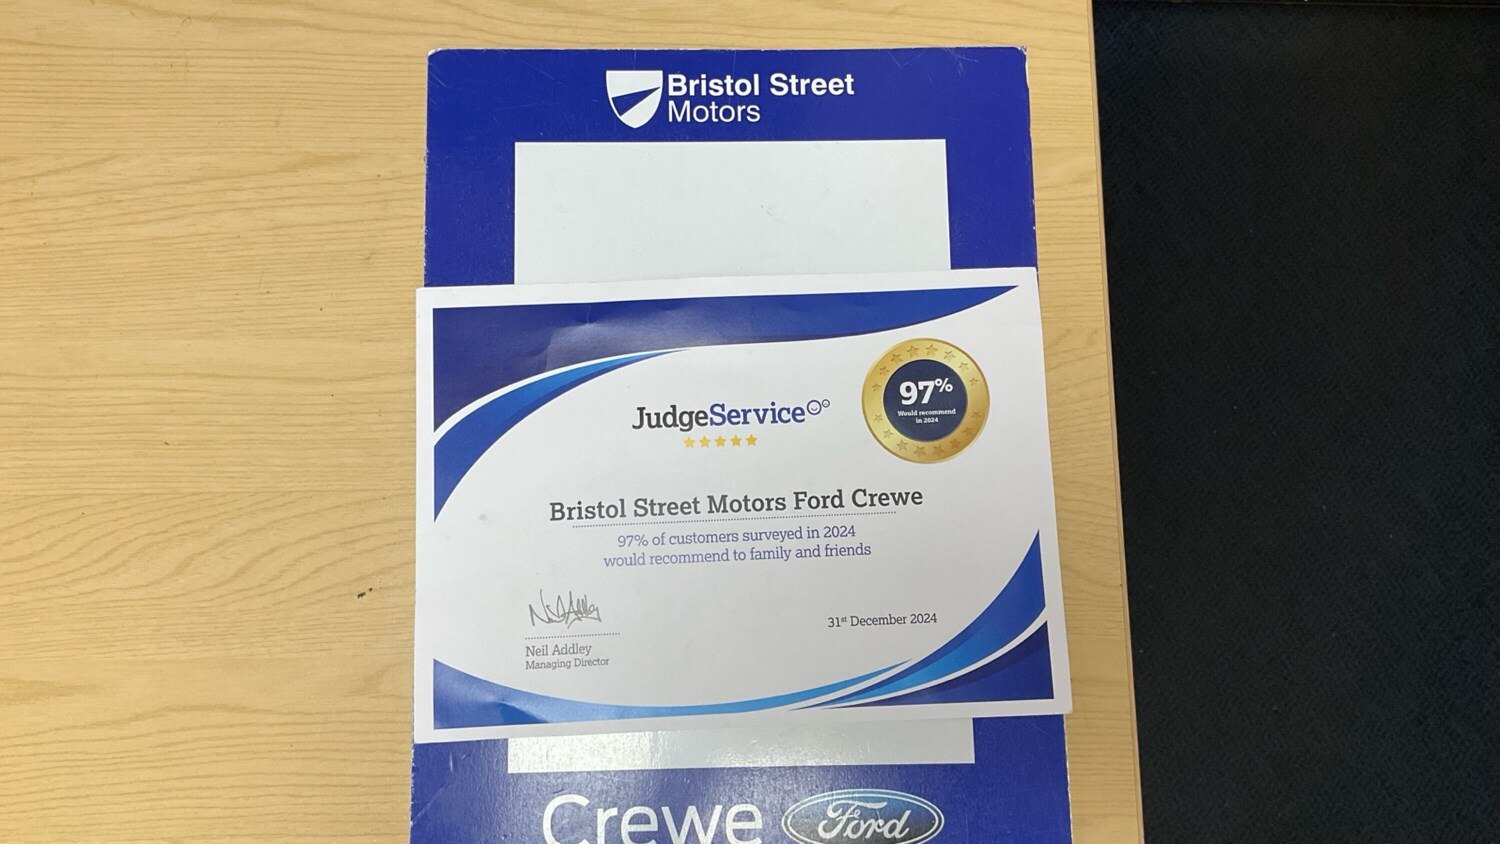 Bristol Street
Motors
JudgeService
97%
Would recommend
in 2024
Bristol Street Motors Ford Crewe
97% of customers surveyed in 2024
would recommend to family and friends
Neil Addley
Managing Director
31st December 2024
Crewe
Ford